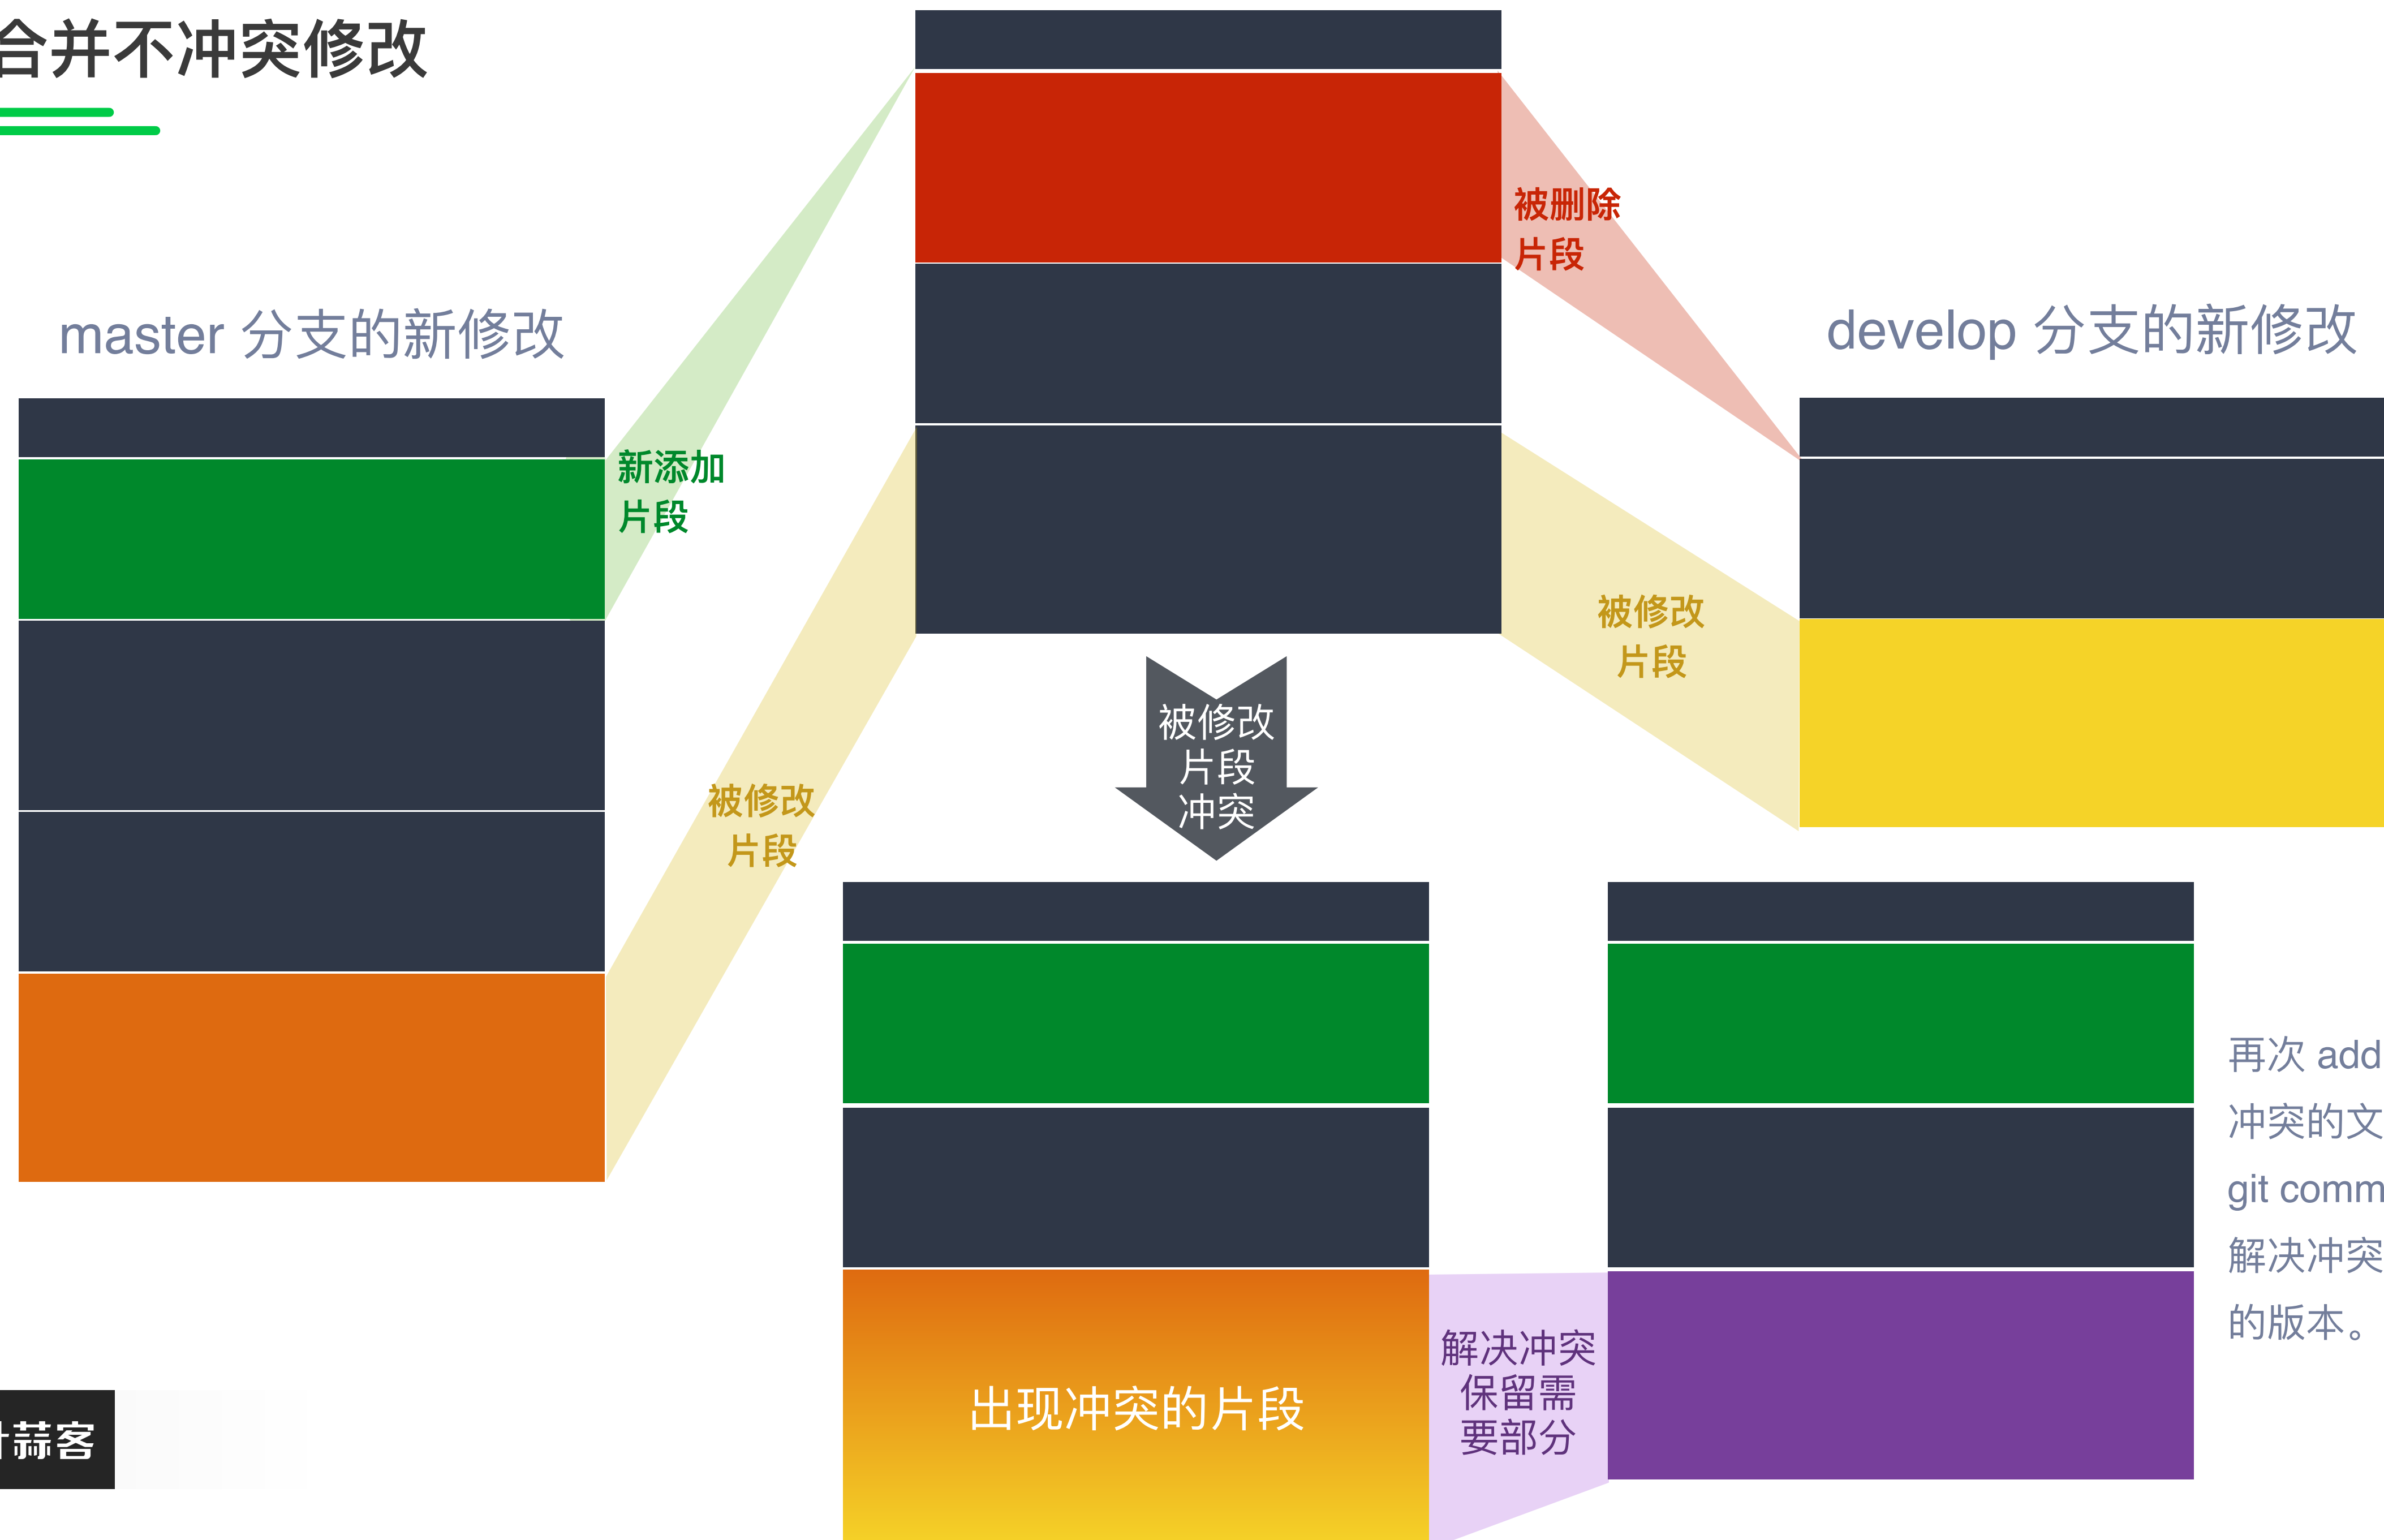 合并不冲突修改
被删除
片段
master 分支的新修改
develop 分支的新修改
新添加
片段
被修改
片段
被修改
片段
冲突
被修改
片段
再次 add
冲突的文
git comm
解决冲突
的版本。
解决冲突
保留需
要部分
出现冲突的片段
蒜客